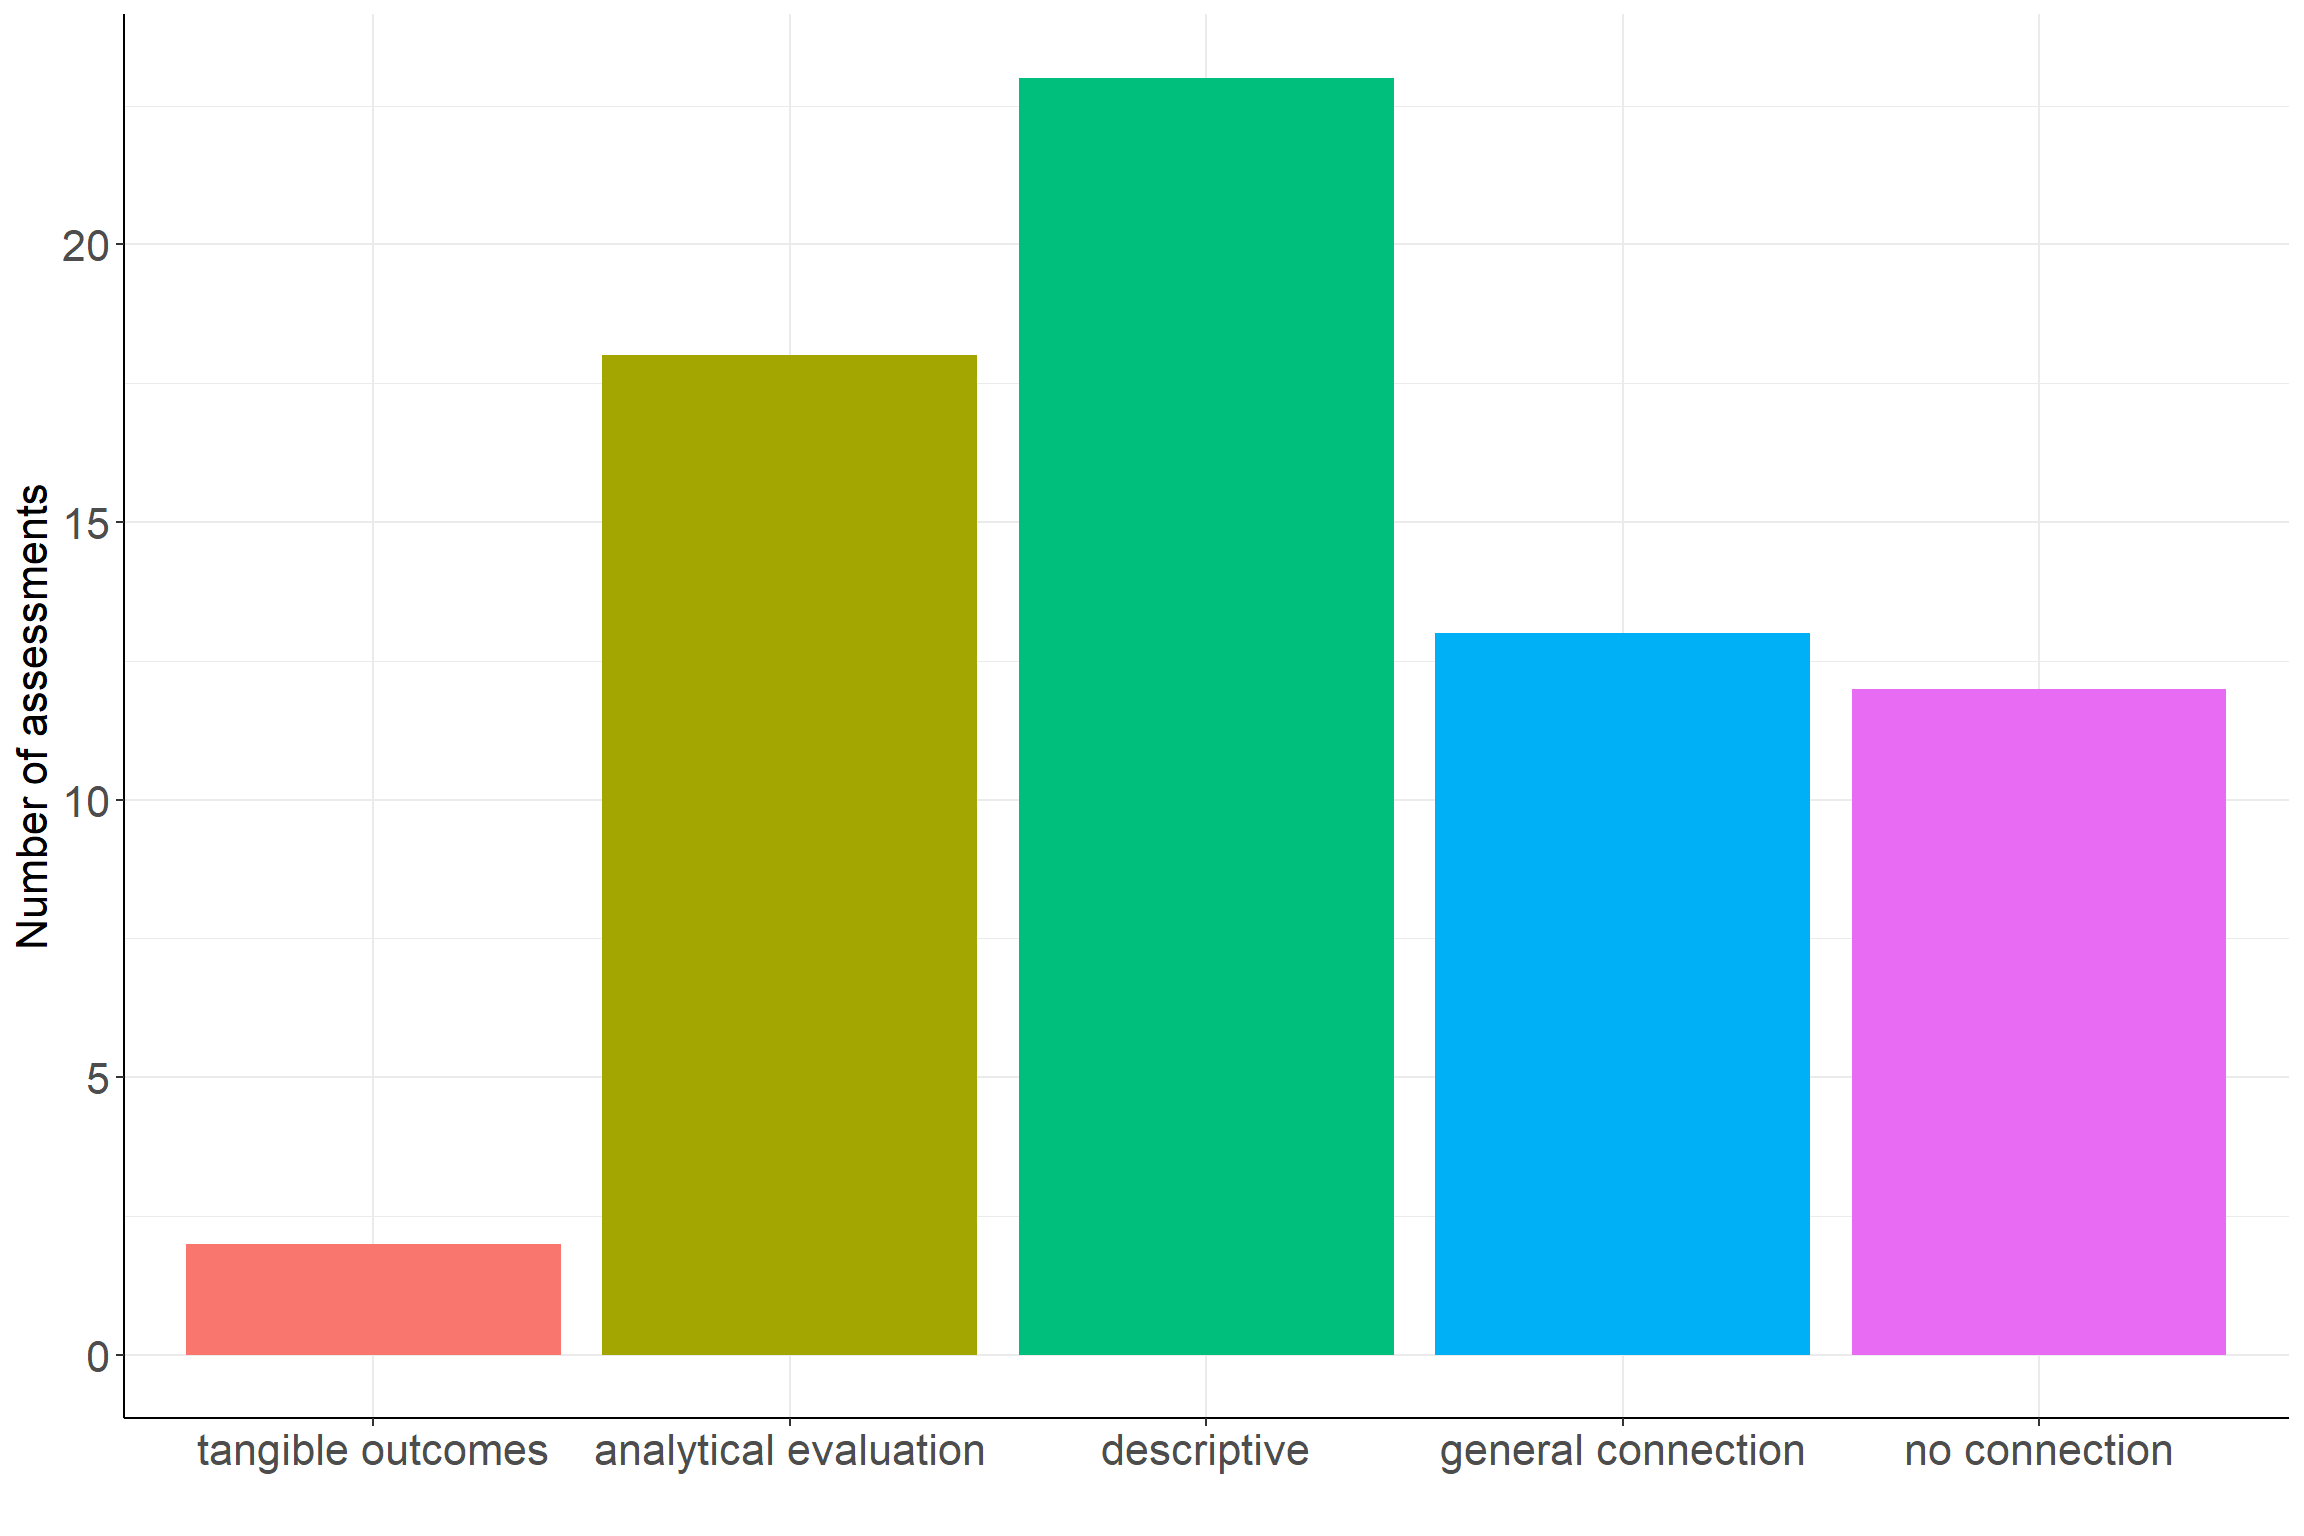 Number of assessments
20
15
10
5
0
tangible outcomes
analytical evaluation
descriptive
general connection
no connection